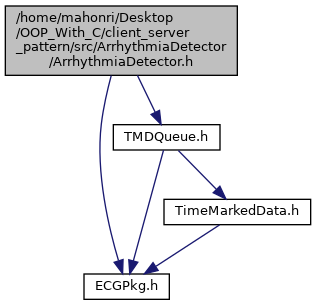 /home/mahonri/Desktop
/OOP_With_C/client_server
_pattern/src/ArrhythmiaDetector
/ArrhythmiaDetector.h
TMDQueue.h
TimeMarkedData.h
ECGPkg.h